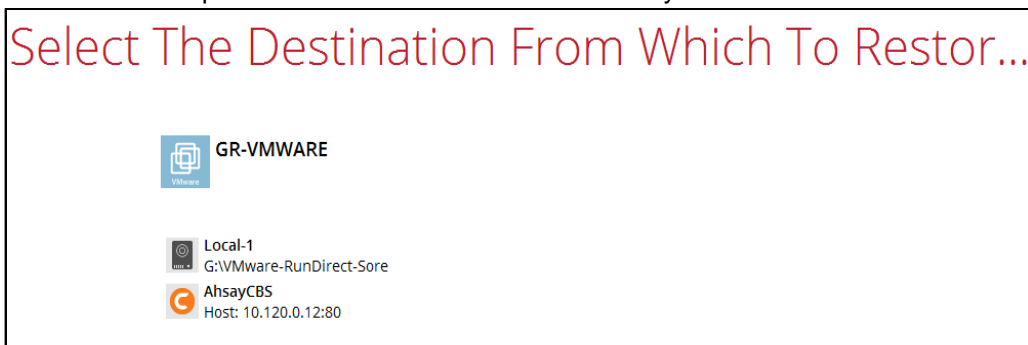 Select The Destination From Which To Restor...
GR-VMWARE
VMware
Local-1
G:\VMware-RunDirect-Sore
AhsayCBS
Host: 10.120.0.12:80